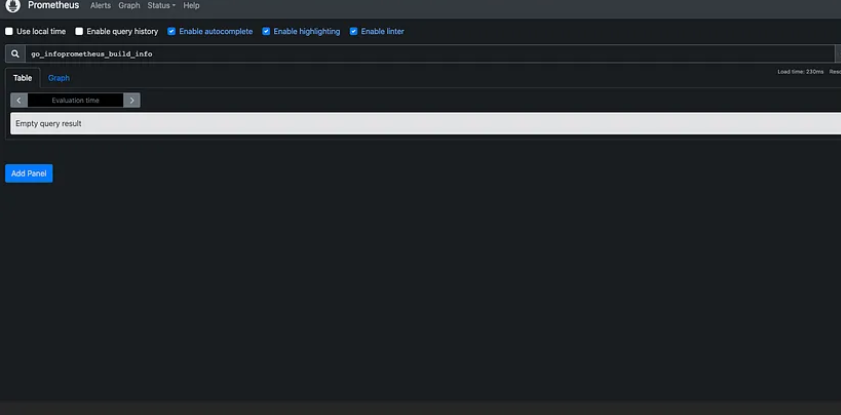 Prometheus Alerts Graph Status Help
Use local time Enable query history Enable autocomplete Enable highlighting Enable linter
go_infoprometheus_build_info
Table Graph
Load time: 230ms
Evaluation time
Empty query result
Add Panel